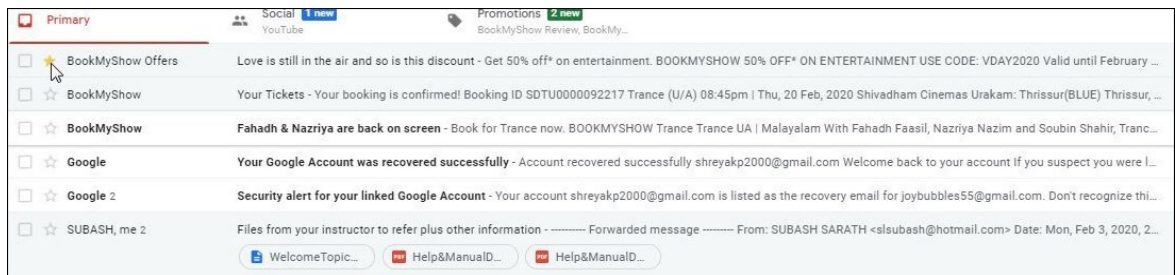 Primary
Social 1 new
YouTube
Promotions 2 new
BookMyShow Review, BookMy...
BookMyShow Offers Love is still in the air and so is this discount - Get 50% off* on entertainment. BOOKMYSHOW 50% OFF* ON ENTERTAINMENT USE CODE: VDAY2020 Valid until February ...
BookMyShow Your Tickets - Your booking is confirmed! Booking ID SDTU0000092217 Trance (U/A) 08:45pm | Thu, 20 Feb, 2020 Shivadham Cinemas Urakam: Thrissur(BLUE) Thrissur, ...
BookMyShow Fahadh & Nazriya are back on screen - Book for Trance now. BOOKMYSHOW Trance Trance UA | Malayalam With Fahadh Faasil, Nazriya Nazim and Soubin Shahir, Tranc...
Google Your Google Account was recovered successfully - Account recovered successfully shreyakp2000@gmail.com Welcome back to your account If you suspect you were l...
Google 2 Security alert for your linked Google Account - Your account shreyakp2000@gmail.com is listed as the recovery email for joybubbles55@gmail.com. Don't recognize thi...
SUBASH, me 2 Files from your instructor to refer plus other information - ---------- Forwarded message --------- From: SUBASH SARATH <slsubash@hotmail.com> Date: Mon, Feb 3, 2020, 2...
WelcomeTopic... PDF Help&ManualD... PDF Help&ManualD...